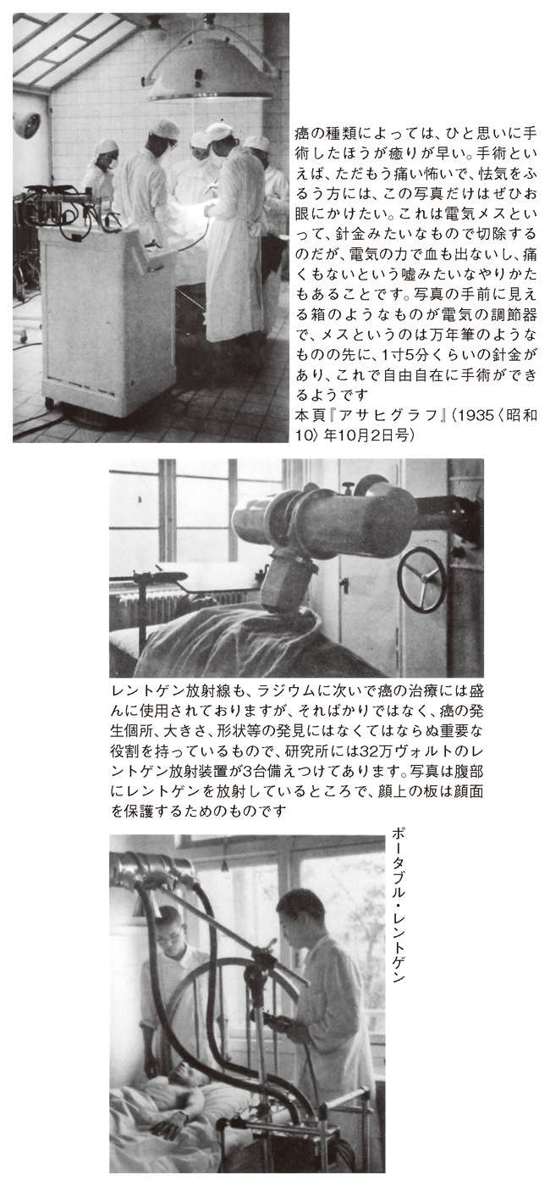 癌の種類によっては、ひと思いに手
術したほうが癒りが早い。手術とい
えば、ただもう痛い怖いで、怯気をふ
るう方には、この写真だけはぜひお
眼にかけたい。これは電気メスとい
って、針金みたいなもので切除する
のだが、電気の力で血も出ないし、痛
くもないという嘘みたいなやりかた
もあることです。写真の手前に見え
る箱のようなものが電気の調節器
で、メスというのは万年筆のような
ものの先に、1寸5分くらいの針金が
あり、これで自由自在に手術ができ
るようです
本頁『アサヒグラフ』（1935〈昭和
10〉年10月2日号）
レントゲン放射線も、ラジウムに次いで癌の治療には盛
んに使用されておりますが、そればかりではなく、癌の発
生個所、大きさ、形状等の発見にはなくてはならぬ重要な
役割を持っているもので、研究所には32万ヴォルトのレ
ントゲン放射装置が3台備えつけてあります。写真は腹部
にレントゲンを放射しているところで、顔上の板は顔面
を保護するためのものです
ポータブル・レントゲン